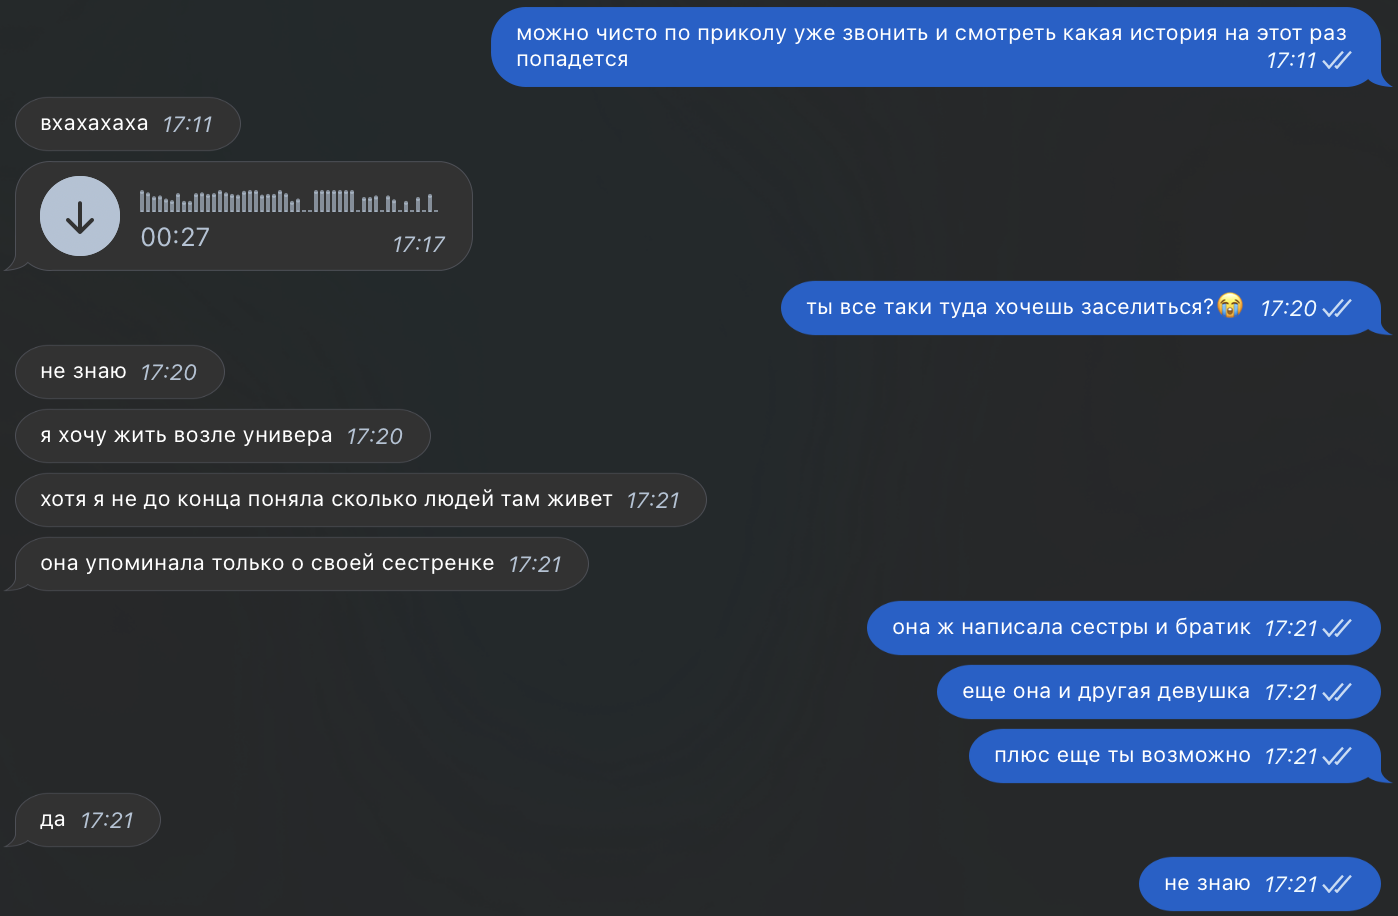 можно чисто по приколу уже звонить и смотреть какая история на этот раз
попадется 17:11
вхахахаха 17:11
00:27 17:17
ты все таки туда хочешь заселиться?😭 17:20
не знаю 17:20
я хочу жить возле универа 17:20
хотя я не до конца поняла сколько людей там живет 17:21
она упоминала только о своей сестренке 17:21
она ж написала сестры и братик 17:21
еще она и другая девушка 17:21
плюс еще ты возможно 17:21
да 17:21
не знаю 17:21